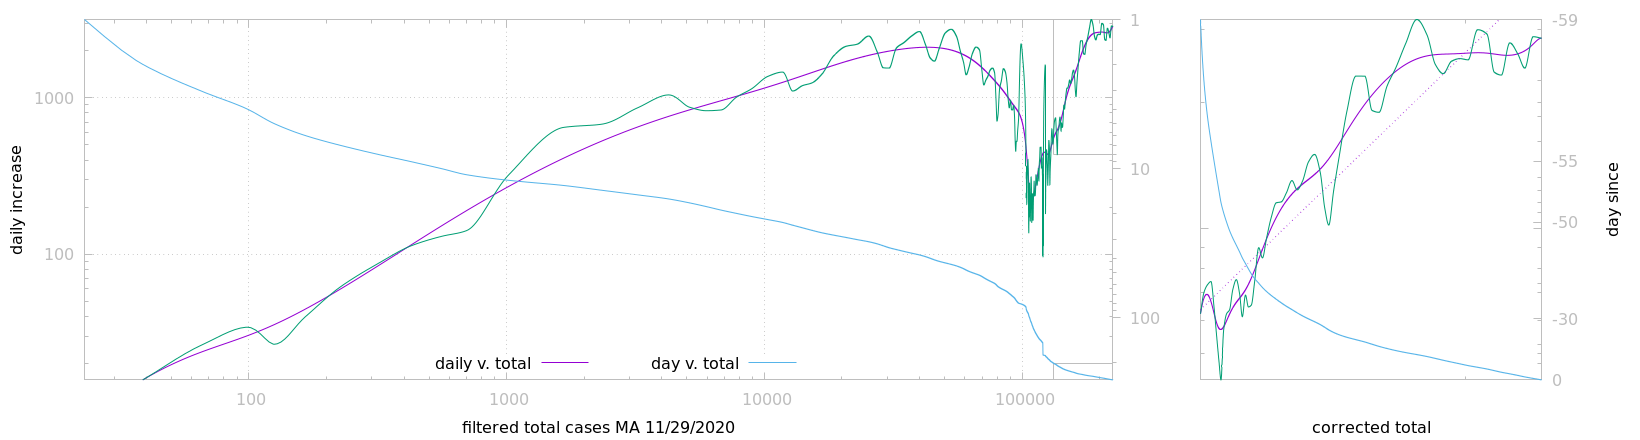 1000
100
daily increase
100
1000
10000
100000
filtered total cases MA 11/29/2020
daily v. total
day v. total
1
10
100
corrected total
-59
-55
-50
-30
0
day since